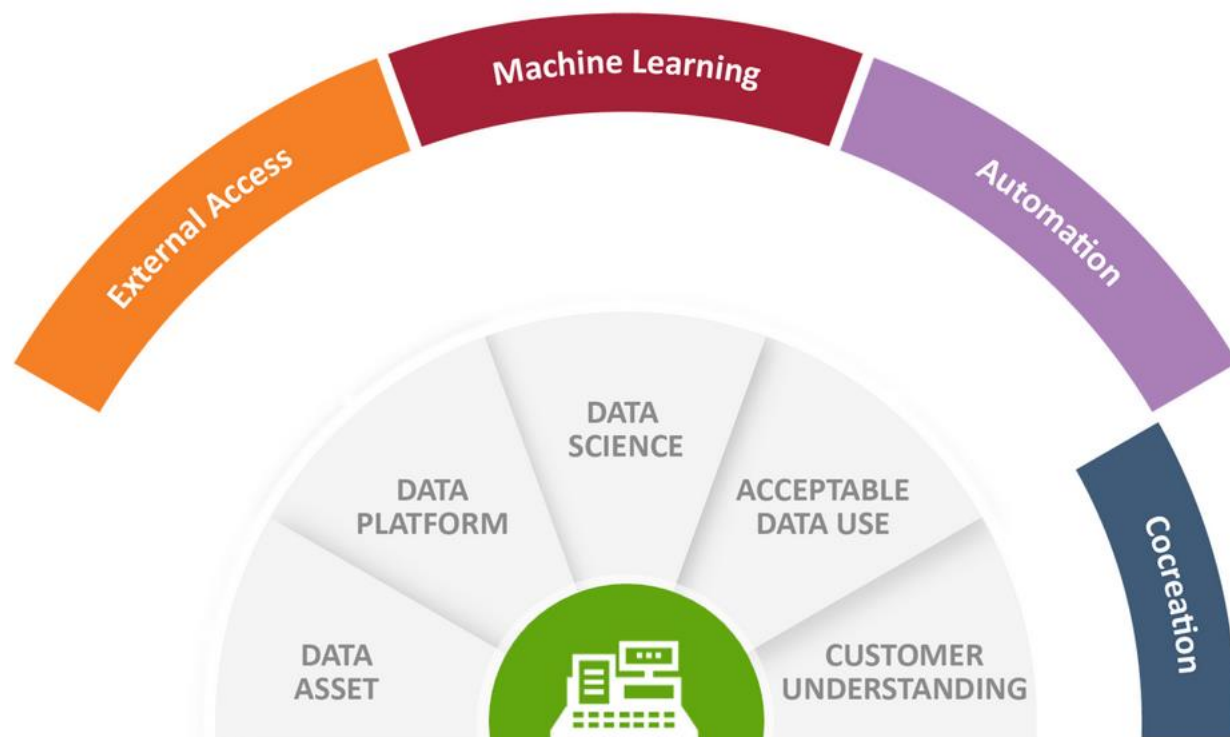 External Access
Machine Learning
Automation
Cocreation
DATA
ASSET
DATA
PLATFORM
DATA
SCIENCE
ACCEPTABLE
DATA USE
CUSTOMER
UNDERSTANDING